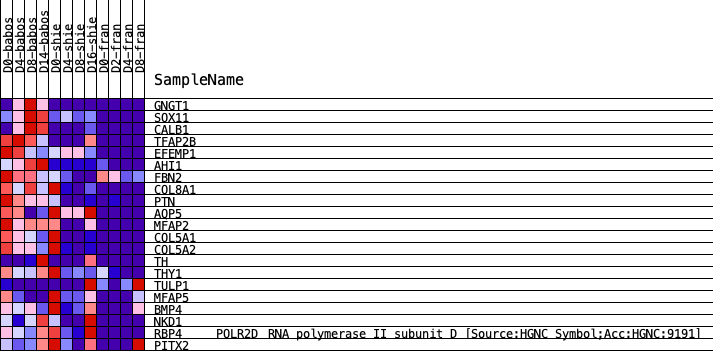 D0-babos
D4-babos
D8-babos
D14-babos
D0-shie
D4-shie
D8-shie
D16-shie
D0-fran
D2-fran
D4-fran
D8-fran
SampleName
GNGT1
SOX11
CALB1
TFAP2B
EFEMP1
AHI1
FBN2
COL8A1
PTN
AQP5
MFAP2
COL5A1
COL5A2
TH
THY1
TULP1
MFAP5
BMP4
NKD1
RBP4 POLR2D RNA polymerase II subunit D [Source:HGNC Symbol;Acc:HGNC:9191]
PITX2